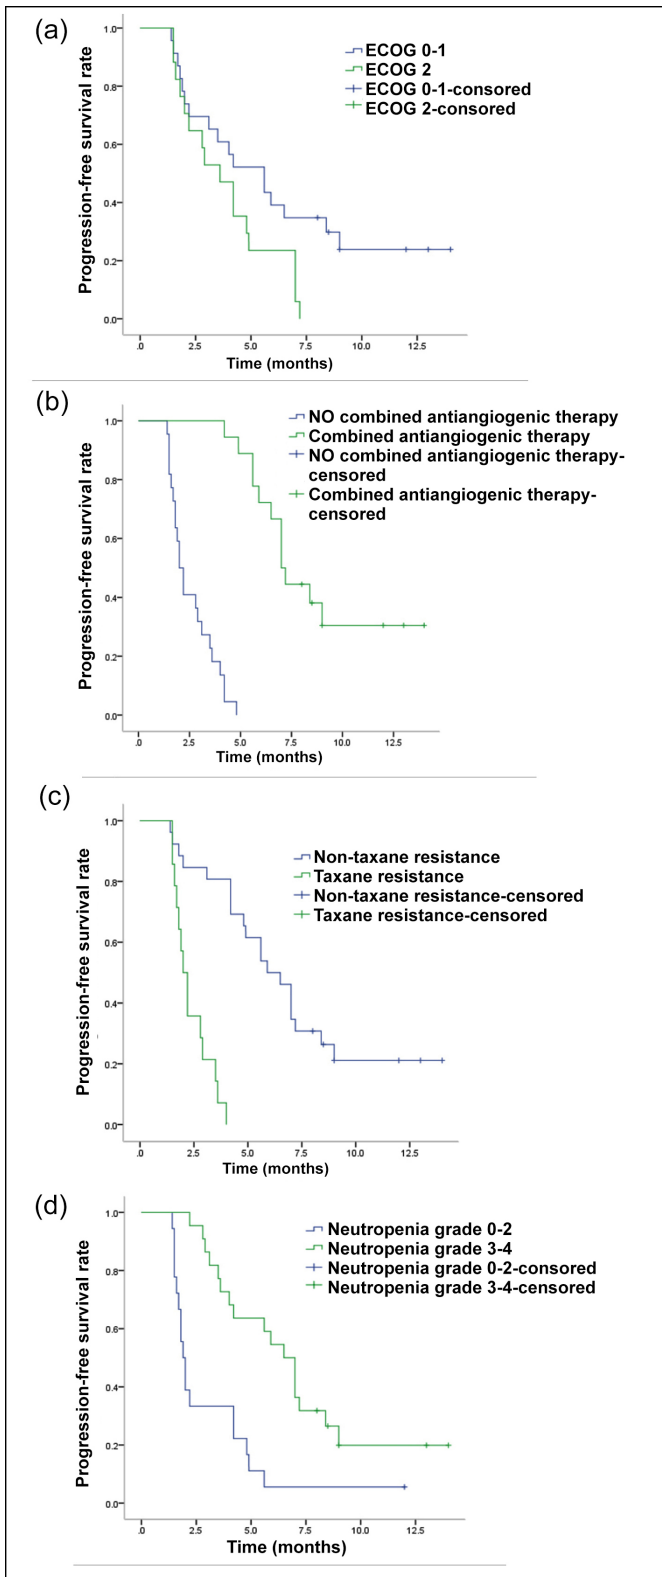 (a)
ECOG 0-1
ECOG 2
ECOG 0-1-consored
ECOG 2-consored
Progression-free survival rate
1.0
0.8
0.6
0.4
0.2
0.0
.0 2.5 5.0 7.5 10.0 12.5
Time (months)
(b)
NO combined antiangiogenic therapy
Combined antiangiogenic therapy
NO combined antiangiogenic therapy-
censored
Combined antiangiogenic therapy-
censored
Progression-free survival rate
1.0
0.8
0.6
0.4
0.2
0.0
.0 2.5 5.0 7.5 10.0 12.5
Time (months)
(c)
Non-taxane resistance
Taxane resistance
Non-taxane resistance-censored
Taxane resistance-censored
Progression-free survival rate
1.0
0.8
0.6
0.4
0.2
0.0
.0 2.5 5.0 7.5 10.0 12.5
Time (months)
(d)
Neutropenia grade 0-2
Neutropenia grade 3-4
Neutropenia grade 0-2-consored
Neutropenia grade 3-4-censored
Progression-free survival rate
1.0
0.8
0.6
0.4
0.2
0.0
.0 2.5 5.0 7.5 10.0 12.5
Time (months)